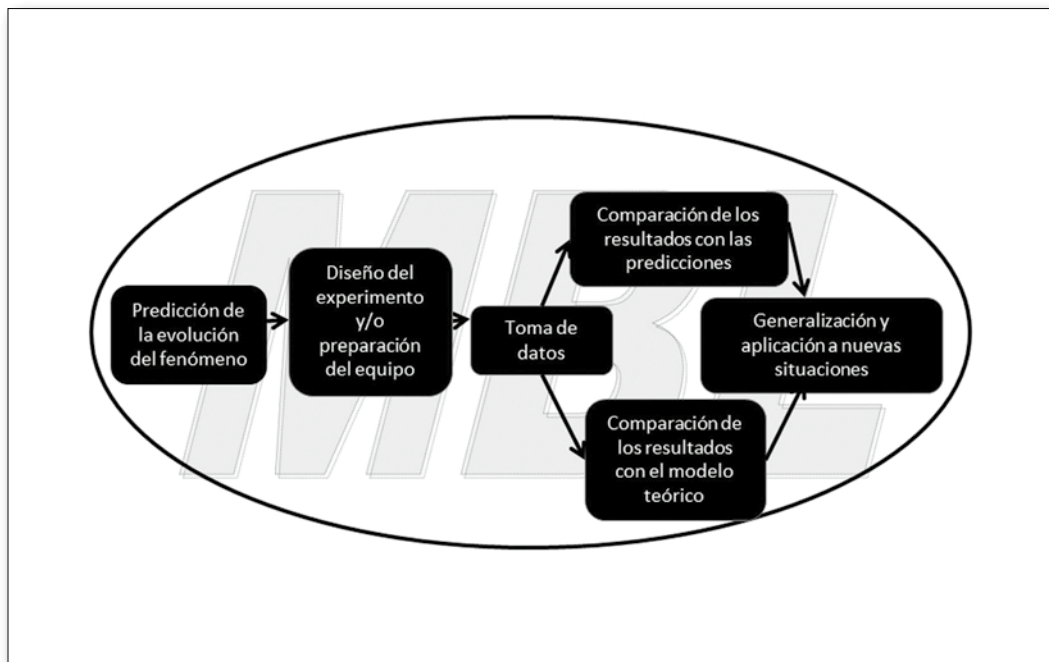 Predicción de
la evolución
del fenómeno
Diseño del
experimento
y/o
preparación
del equipo
Toma de
datos
Comparación de los
resultados con las
predicciones
Comparación de
los resultados
con el modelo
teórico
Generalización y
aplicación a nuevas
situaciones
MBL